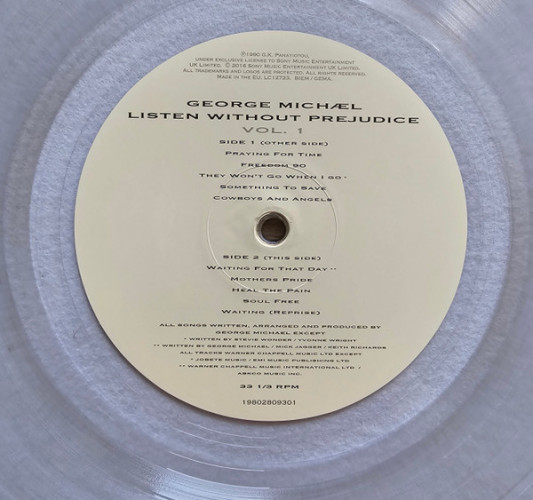 ℗1990 G.K. Panayiotou,
under exclusive license to Sony Music Entertainment
UK Limited. © 2018 Sony Music Entertainment UK Limited.
All trademarks and logos are protected. All rights reserved.
Made in the EU. LC12723. BIEM / GEMA.
GEORGE MICHÆL
LISTEN WITHOUT PREJUDICE
VOL. 1
SIDE 1 (OTHER SIDE)
Praying For Time
Freedom 90
They Won't Go When I Go *
Something To Save
Cowboys And Angels
SIDE 2 (THIS SIDE)
Waiting For That Day **
Mothers Pride
Heal The Pain
Soul Free
Waiting (Reprise)
ALL SONGS WRITTEN, ARRANGED AND PRODUCED BY
GEORGE MICHAEL EXCEPT
* WRITTEN BY STEVIE WONDER / YVONNE WRIGHT
** WRITTEN BY GEORGE MICHAEL / MICK JAGGER / KEITH RICHARDS
ALL TRACKS WARNER CHAPPELL MUSIC LTD EXCEPT
* JOBETE MUSIC / EMI MUSIC PUBLISHING LTD
** WARNER CHAPPELL MUSIC INTERNATIONAL LTD /
ABKCO MUSIC INC.
33 1/3 RPM
19802809301